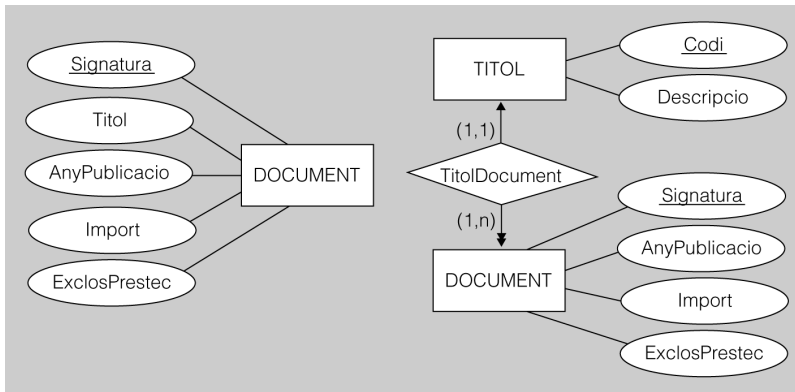 Signatura
Titol
AnyPublicacio
Import
ExclosPrestec
DOCUMENT
TITOL
Codi
Descripcio
(1,1)
TitolDocument
(1,n)
DOCUMENT
Signatura
AnyPublicacio
Import
ExclosPrestec